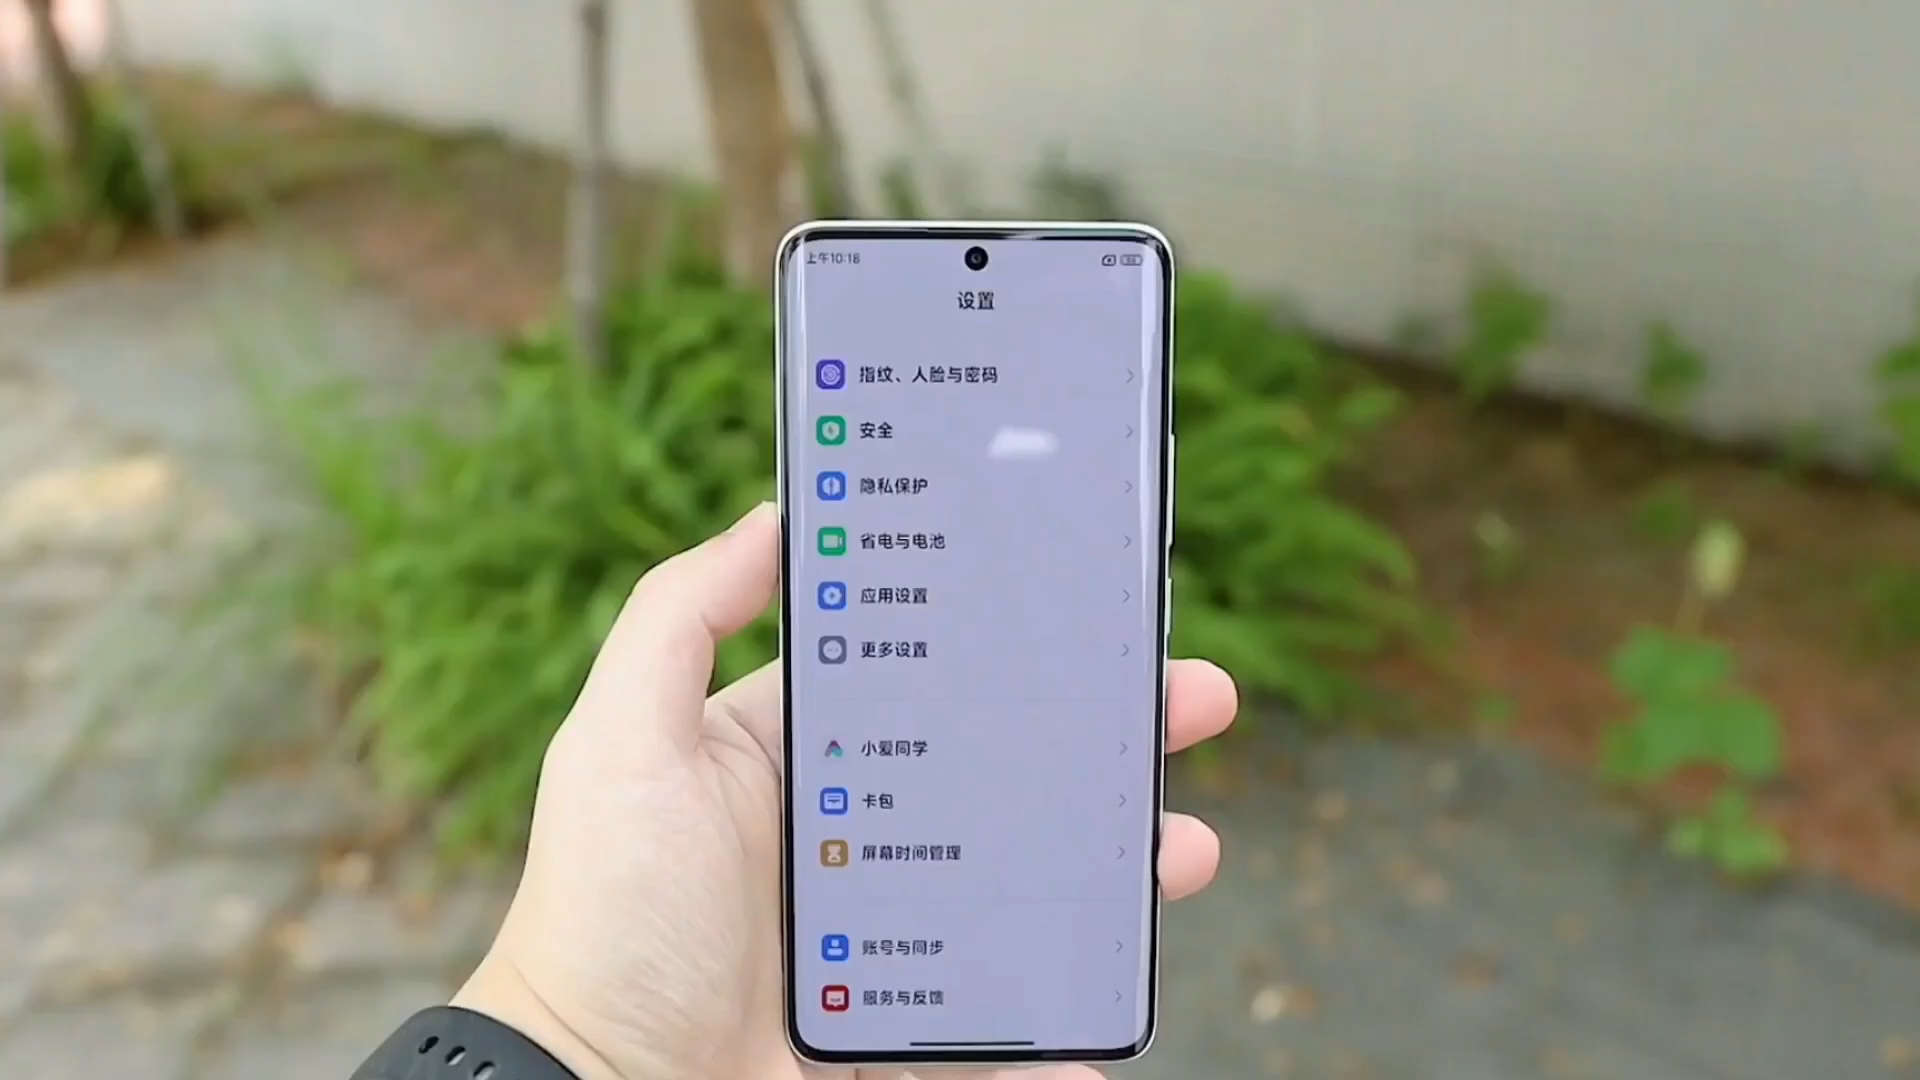 上午10:18
设置
指纹、人脸与密码
安全
隐私保护
省电与电池
应用设置
更多设置
小爱同学
卡包
屏幕时间管理
账号与同步
服务与反馈